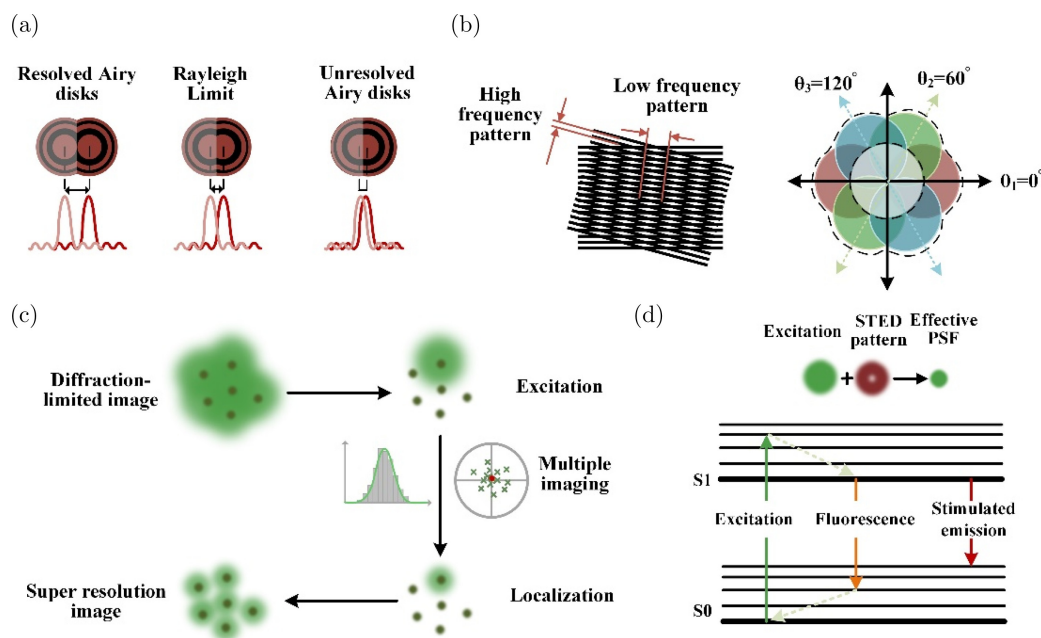 (a)
Resolved Airy
disks
Rayleigh
Limit
Unresolved
Airy disks
(b)
High
frequency
pattern
Low frequency
pattern
θ3=120°
θ2=60°
θ1=0°
(c)
Diffraction-
limited image
Excitation
Multiple
imaging
Super resolution
image
Localization
(d)
Excitation
STED
pattern
Effective
PSF
+
S1
Excitation
Fluorescence
Stimulated
emission
S0